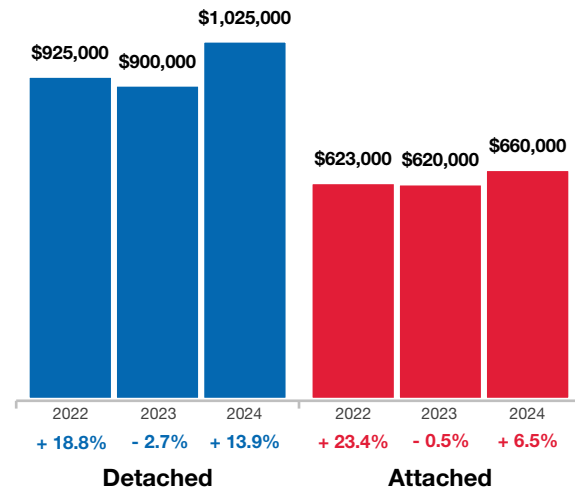 $925,000 $900,000 $1,025,000 $623,000 $620,000 $660,000
2022 2023 2024 2022 2023 2024
+ 18.8% - 2.7% + 13.9% + 23.4% - 0.5% + 6.5%
Detached Attached